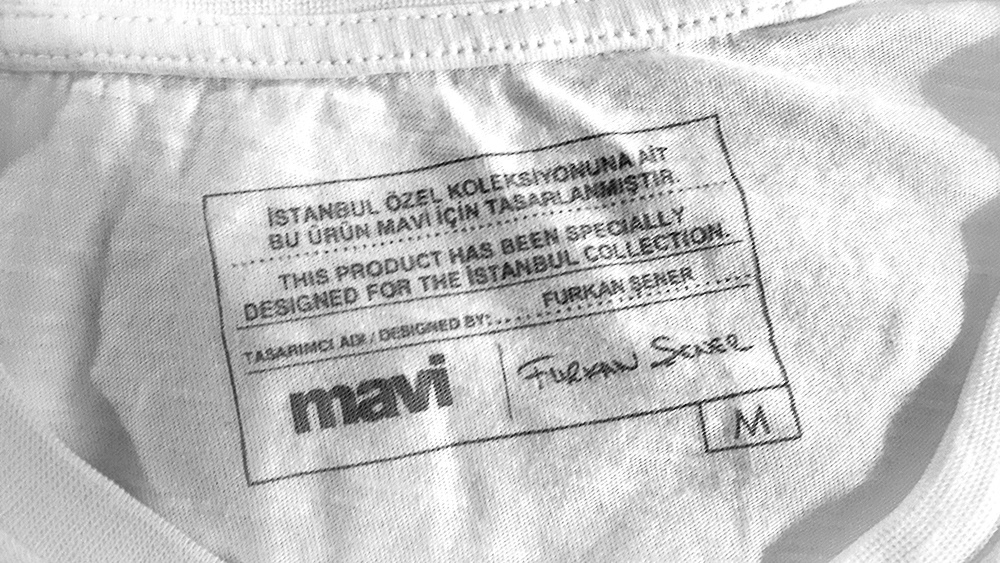 İSTANBUL ÖZEL KOLEKSİYONUNA AİT
BU ÜRÜN MAVİ İÇİN TASARLANMIŞTIR.
THIS PRODUCT HAS BEEN SPECIALLY
DESIGNED FOR THE İSTANBUL COLLECTION.
TASARIMCI ADI / DESIGNED BY: FURKAN ŞENER
mavi
FURKAN SENER
M